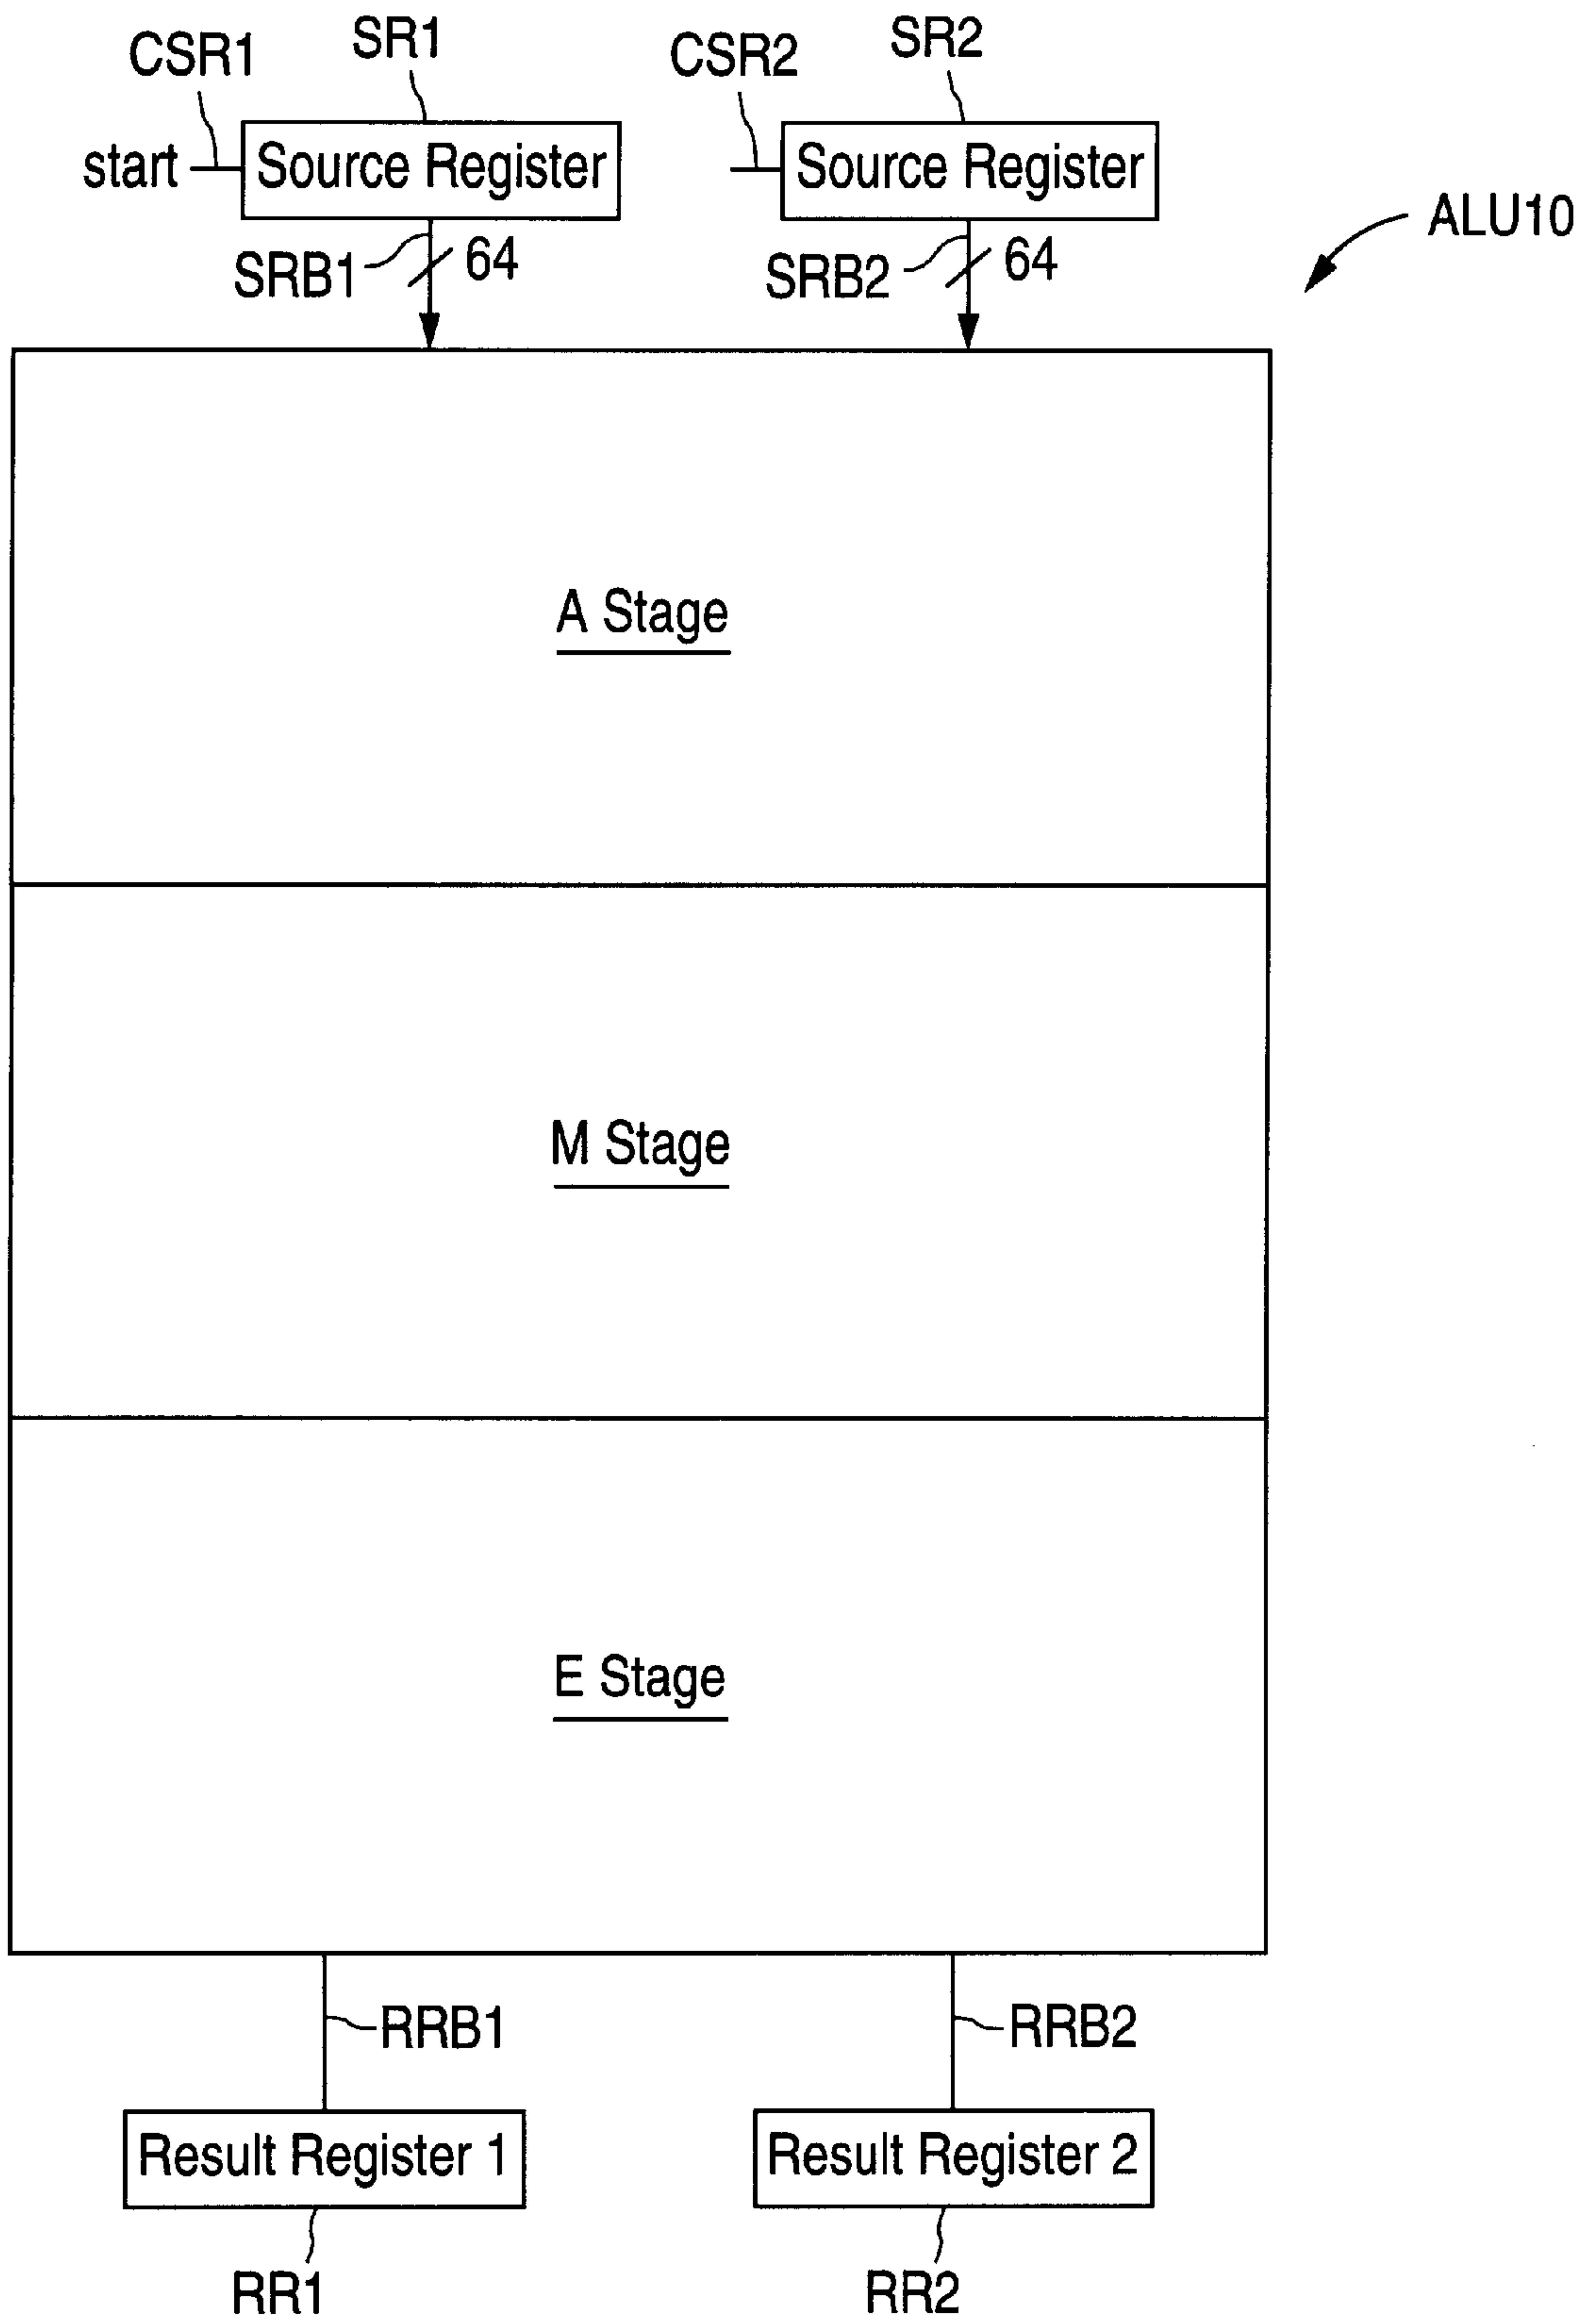 CSR1 SR1 CSR2 SR2
start Source Register Source Register
ALU10
SRB1 64 SRB2 64
A Stage
M Stage
E Stage
RRB1 RRB2
Result Register 1 Result Register 2
RR1 RR2